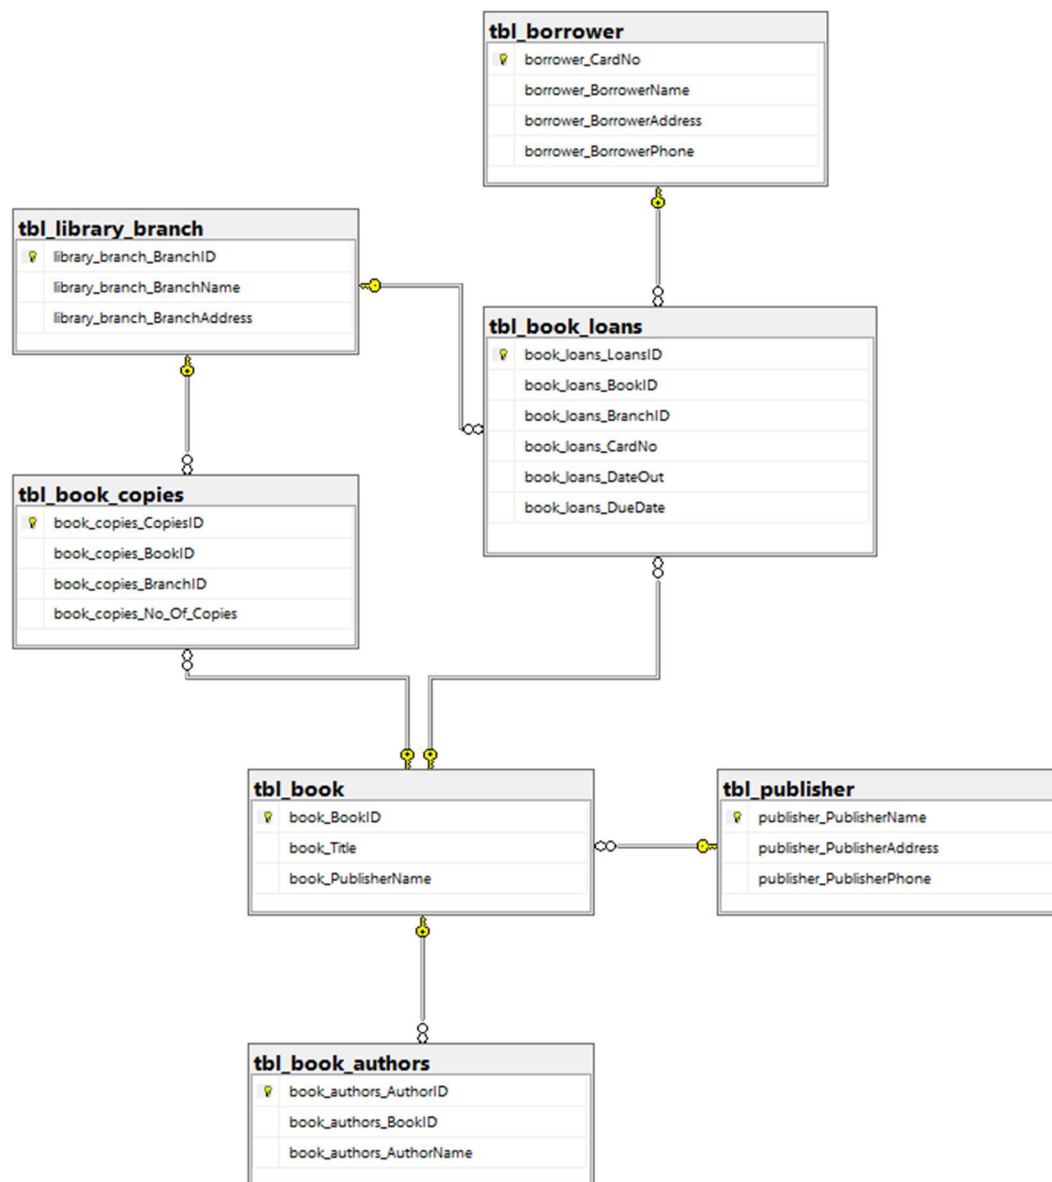 tbl_borrower
borrower_CardNo
borrower_BorrowerName
borrower_BorrowerAddress
borrower_BorrowerPhone
tbl_library_branch
library_branch_BranchID
library_branch_BranchName
library_branch_BranchAddress
tbl_book_loans
book_loans_LoansID
book_loans_BookID
book_loans_BranchID
book_loans_CardNo
book_loans_DateOut
book_loans_DueDate
tbl_book_copies
book_copies_CopiesID
book_copies_BookID
book_copies_BranchID
book_copies_No_Of_Copies
tbl_book
book_BookID
book_Title
book_PublisherName
tbl_publisher
publisher_PublisherName
publisher_PublisherAddress
publisher_PublisherPhone
tbl_book_authors
book_authors_AuthorID
book_authors_BookID
book_authors_AuthorName